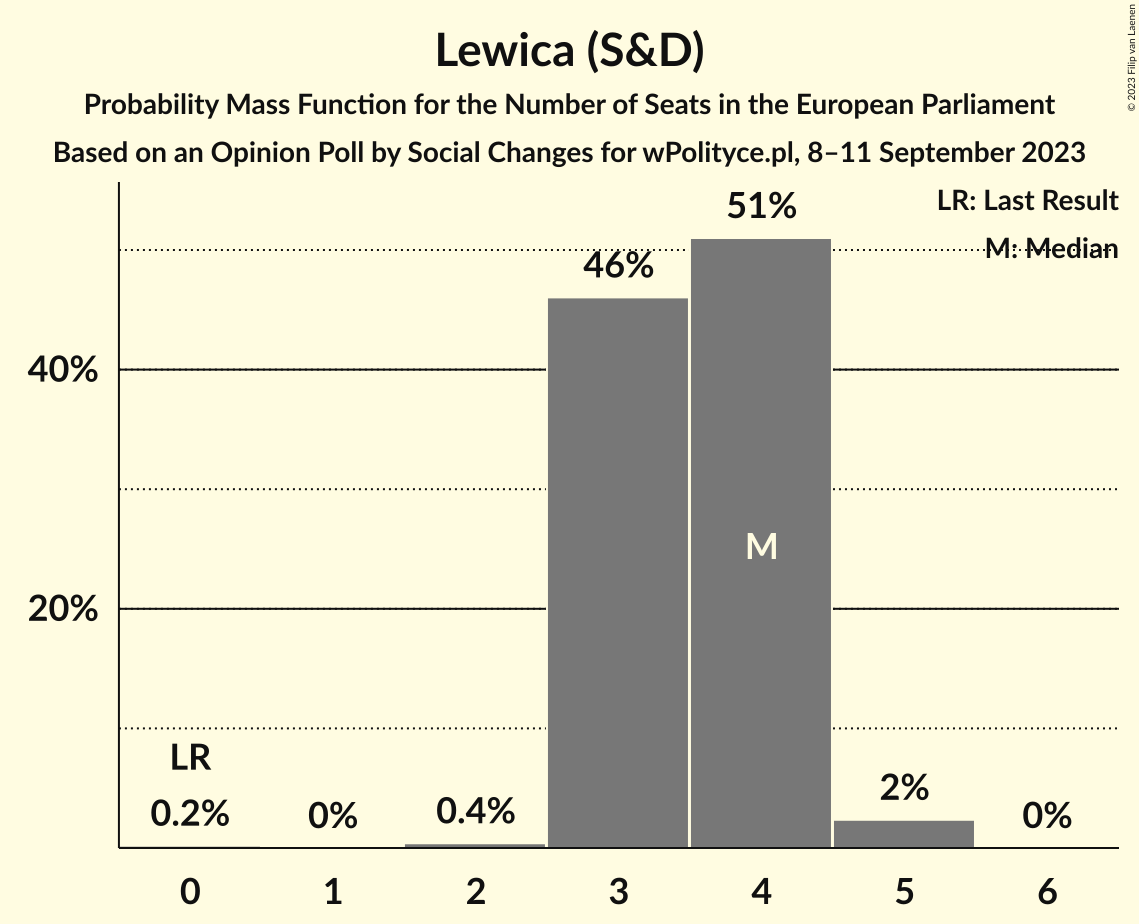 Lewica (S&D)
Probability Mass Function for the Number of Seats in the European Parliament
Based on an Opinion Poll by Social Changes for wPolityce.pl, 8–11 September 2023
© 2023 Filip van Laenen
LR: Last Result
M: Median
51%
46%
40%
M
20%
LR
0.2%
0%
0.4%
2%
0%
0 1 2 3 4 5 6